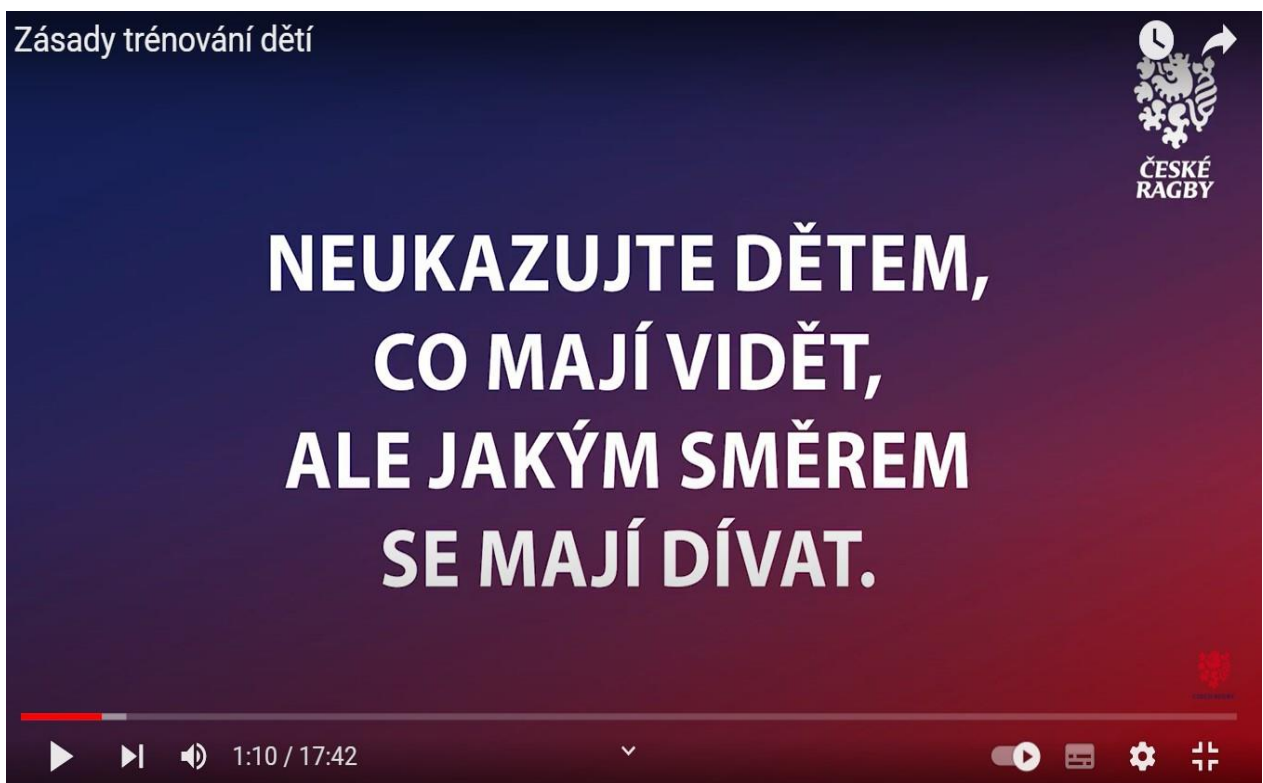 Zásady trénování dětí
ČESKÉ
RAGBY
NEUKAZUJTE DĚTEM,
CO MAJÍ VIDĚT,
ALE JAKÝM SMĚREM
SE MAJÍ DÍVAT.
1:10 / 17:42